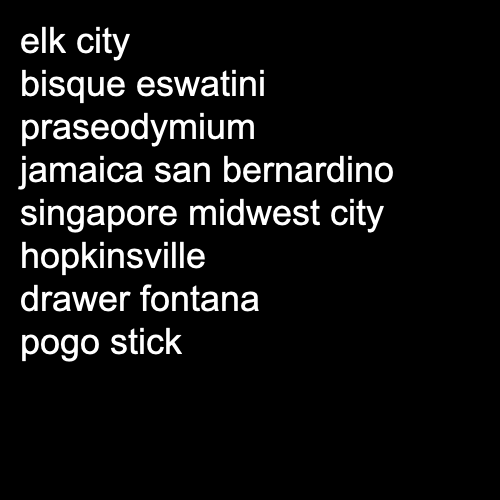 elk city
bisque eswatini
praseodymium
jamaica san bernardino
singapore midwest city
hopkinsville
drawer fontana
pogo stick